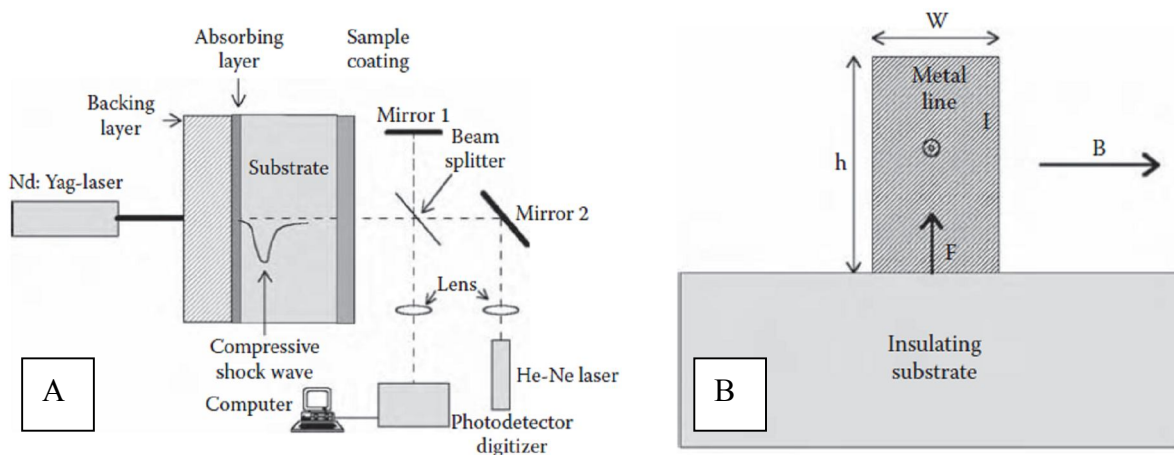 Absorbing
layer
Sample
coating
Backing
layer
Mirror 1
Beam
splitter
Substrate
Nd: Yag-laser
Mirror 2
Lens
Compressive
shock wave
He-Ne laser
Computer
Photodetector
digitizer
A
W
Metal
line
I
h
B
F
Insulating
substrate
B